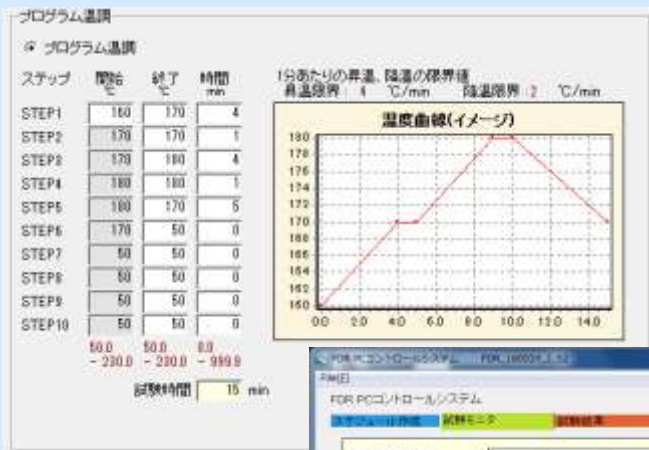 プログラム温調
プログラム温調
ステップ 開始 ℃ 終了 ℃ 時間 min
1分あたりの昇温、降温の限界値
昇温限界: 4 ℃/min 降温限界: 2 ℃/min
STEP1 160 170 4
STEP2 170 170 1
STEP3 170 180 4
STEP4 180 180 1
STEP5 180 170 5
STEP6 170 50 0
STEP7 50 50 0
STEP8 50 50 0
STEP9 50 50 0
STEP10 50 50 0
50.0 - 230.0 50.0 - 230.0 0.0 - 999.9
試験時間 15 min
温度曲線(イメージ)
180
178
176
174
172
170
168
166
164
162
160
0.0 2.0 4.0 6.0 8.0 10.0 12.0 14.0
FDR PCコントロールシステム
FDR PCコントロールシステム
スケジュール作成 試験モニタ 試験結果